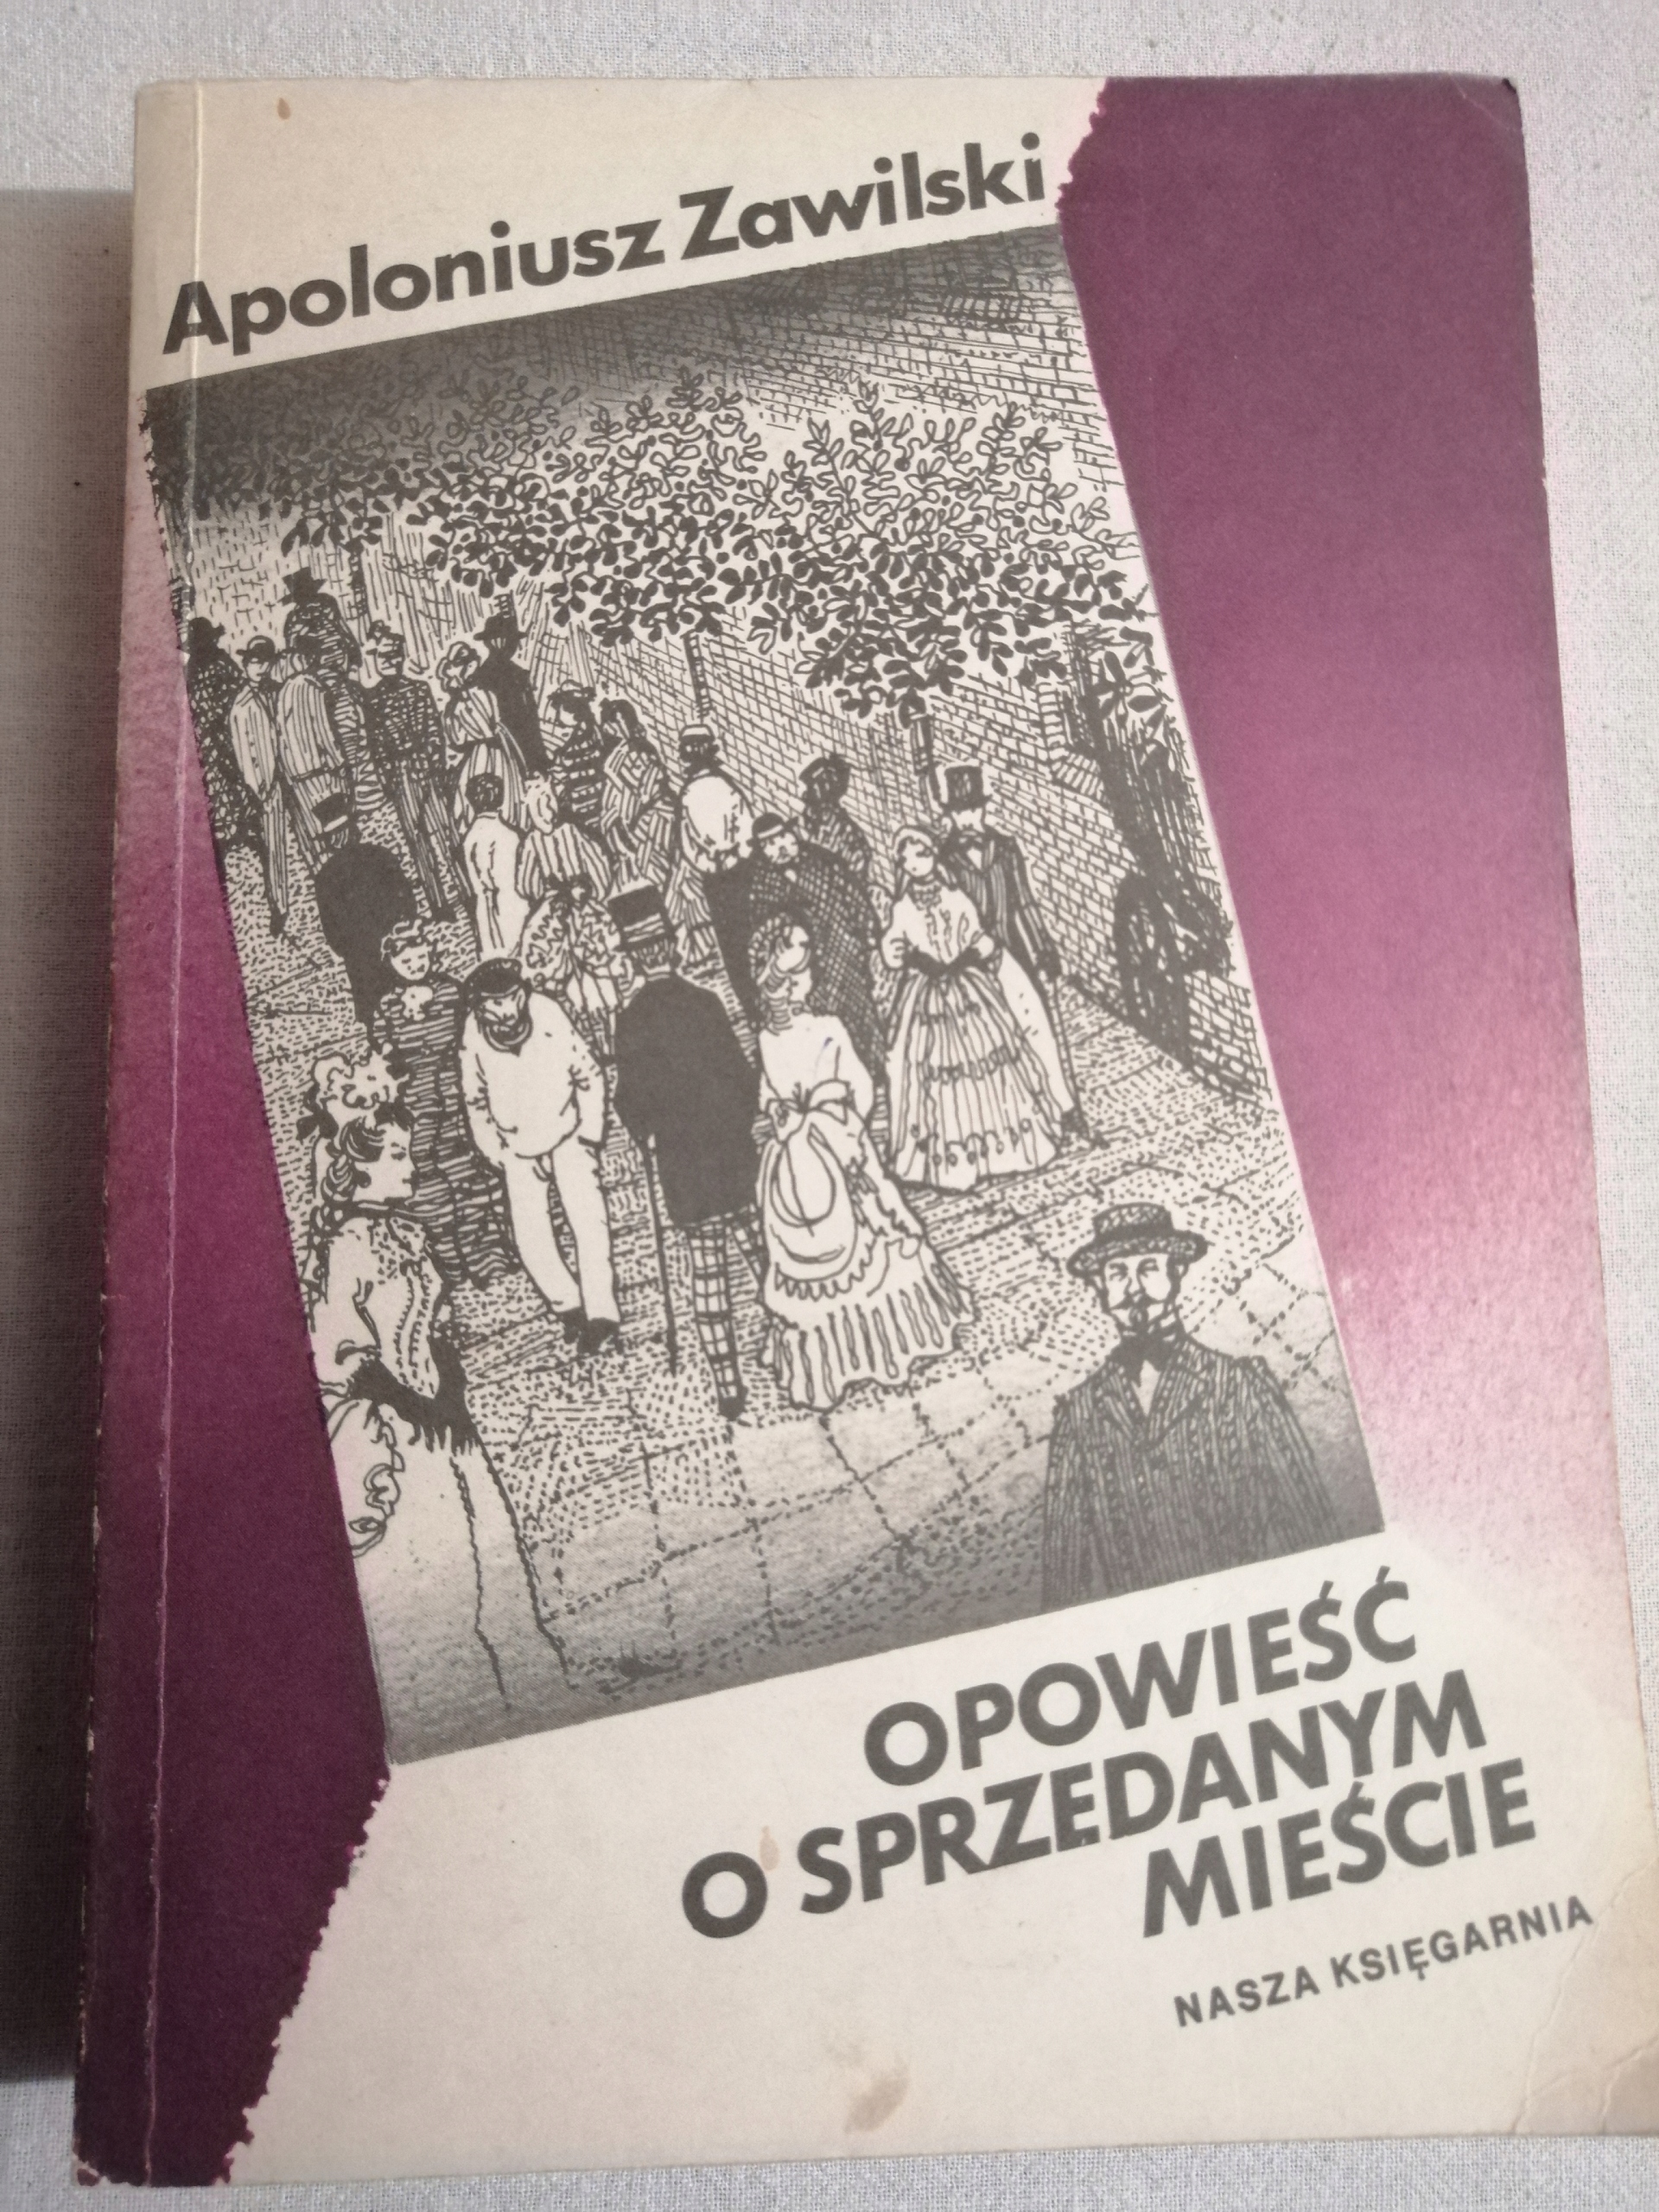 Apoloniusz Zawilski
OPOWIEŚĆ
O SPRZEDANYM
MIEŚCIE
NASZA KSIĘGARNIA